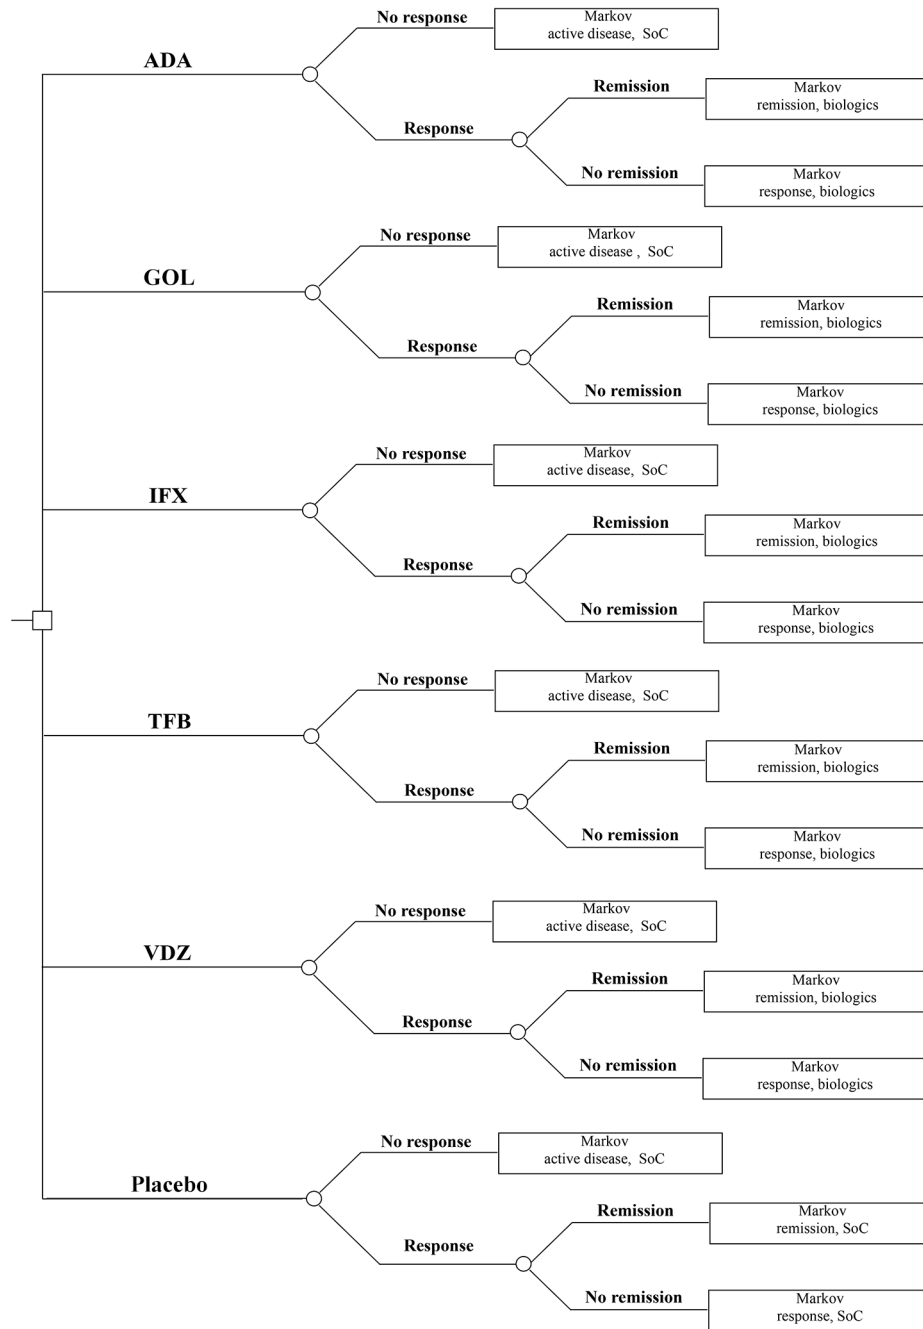 No response
Markov
active disease, SoC
ADA
Remission
Markov
remission, biologics
Response
No remission
Markov
response, biologics
No response
Markov
active disease , SoC
GOL
Remission
Markov
remission, biologics
Response
No remission
Markov
response, biologics
No response
Markov
active disease, SoC
IFX
Remission
Markov
remission, biologics
Response
No remission
Markov
response, biologics
No response
Markov
active disease, SoC
TFB
Remission
Markov
remission, biologics
Response
No remission
Markov
response, biologics
No response
Markov
active disease, SoC
VDZ
Remission
Markov
remission, biologics
Response
No remission
Markov
response, biologics
No response
Markov
active disease, SoC
Placebo
Remission
Markov
remission, SoC
Response
No remission
Markov
response, SoC